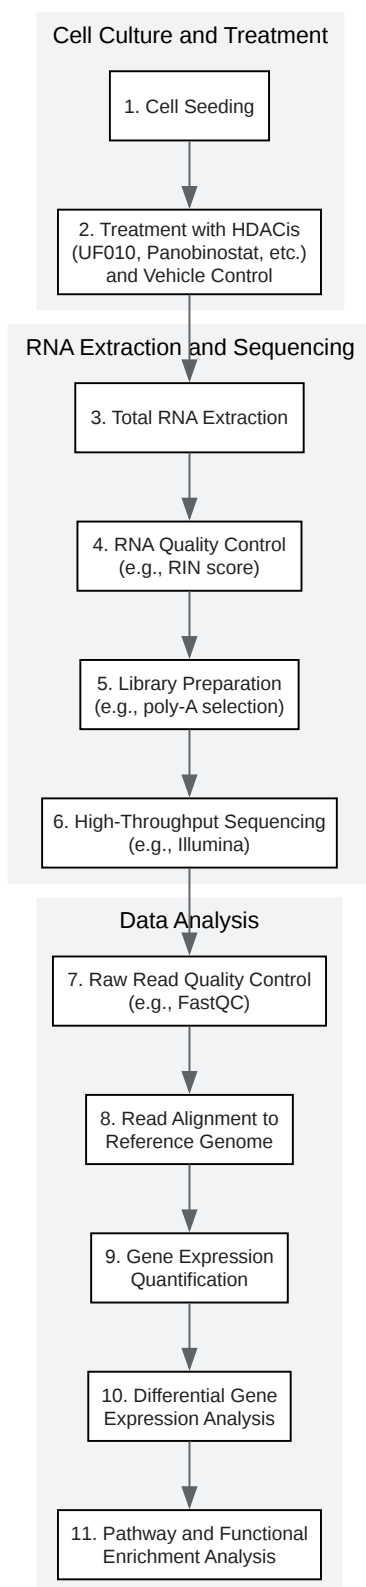 Cell Culture and Treatment
1. Cell Seeding
2. Treatment with HDACis
(UF010, Panobinostat, etc.)
and Vehicle Control
RNA Extraction and Sequencing
3. Total RNA Extraction
4. RNA Quality Control
(e.g., RIN score)
5. Library Preparation
(e.g., poly-A selection)
6. High-Throughput Sequencing
(e.g., Illumina)
Data Analysis
7. Raw Read Quality Control
(e.g., FastQC)
8. Read Alignment to
Reference Genome
9. Gene Expression
Quantification
10. Differential Gene
Expression Analysis
11. Pathway and Functional
Enrichment Analysis